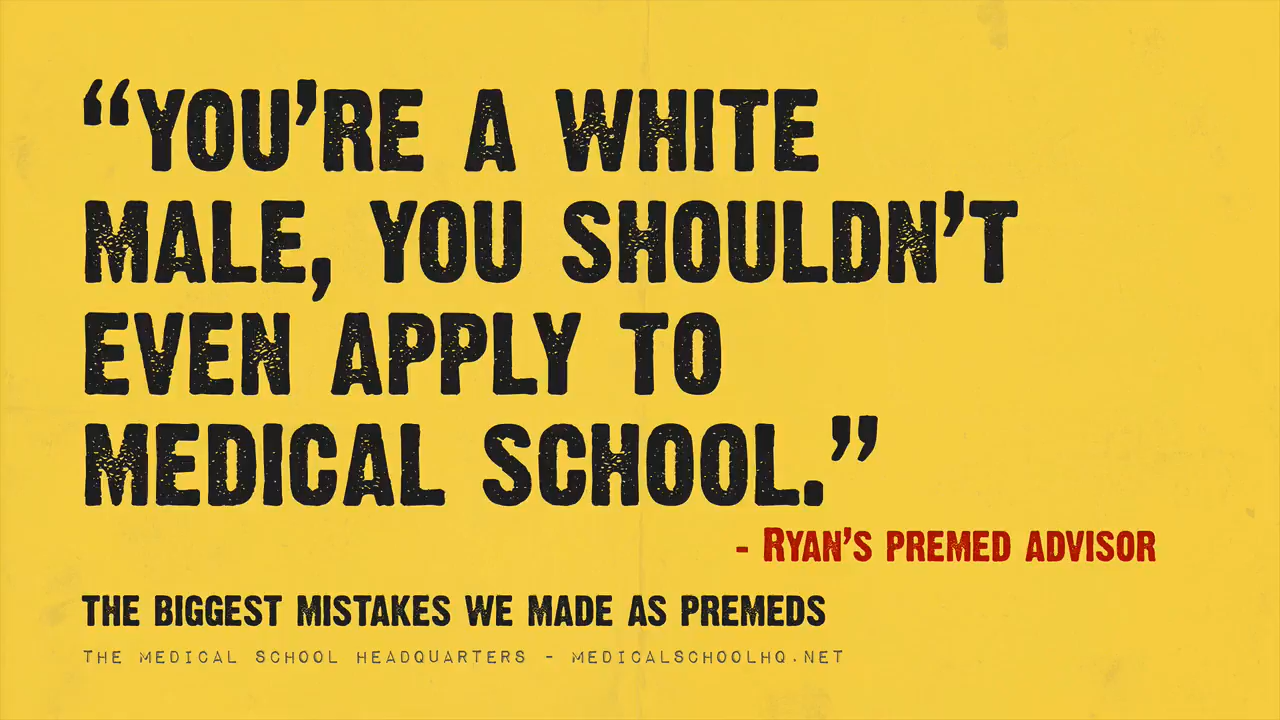 “YOU’RE A WHITE
MALE, YOU SHOULDN’T
EVEN APPLY TO
MEDICAL SCHOOL.”
- RYAN’S PREMED ADVISOR
THE BIGGEST MISTAKES WE MADE AS PREMEDS
THE MEDICAL SCHOOL HEADQUARTERS - MEDICALSCHOOLHQ.NET